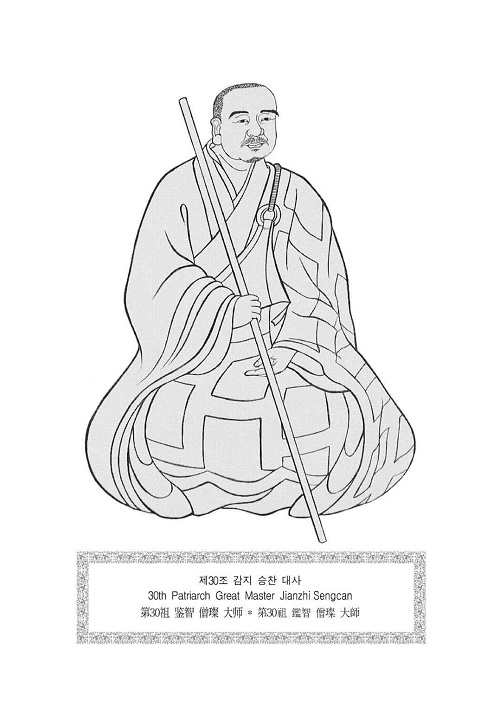 제30조 감지 승찬 대사
30th Patriarch Great Master Jianzhi Sengcan
第30祖 鉴智 僧璨 大师 * 第30祖 鑑智 僧璨 大師